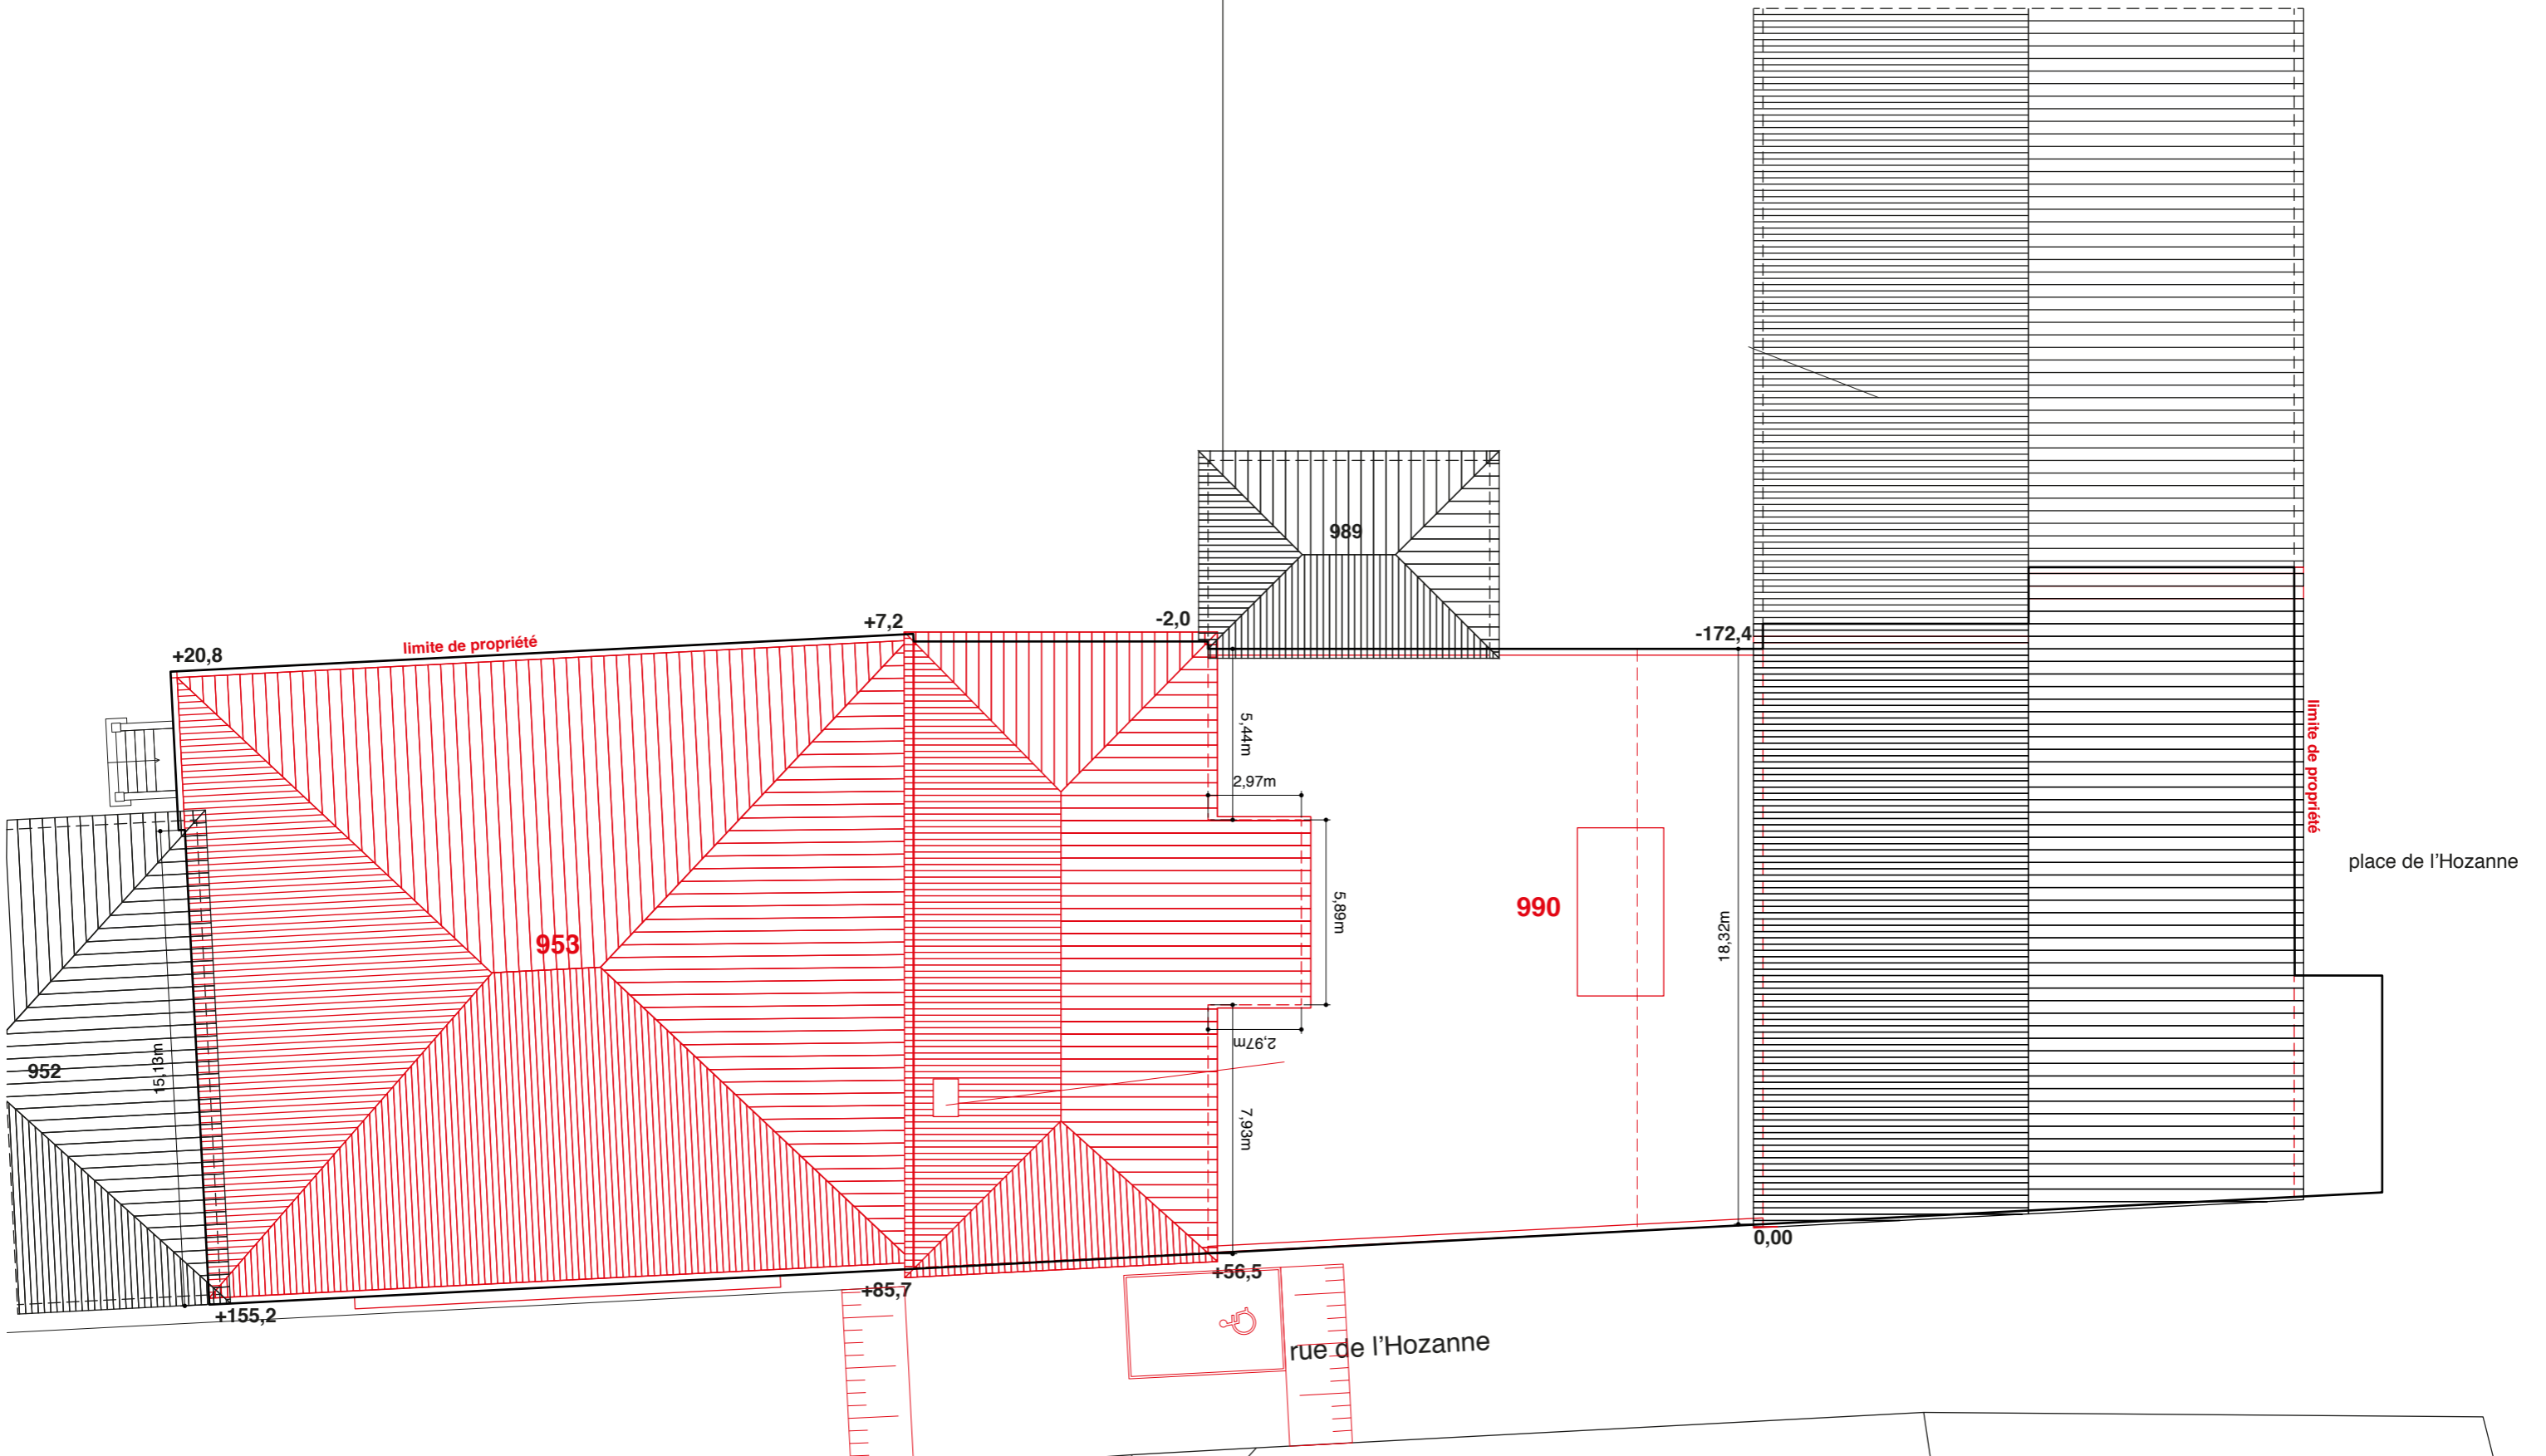 989
+7,2
-2,0
-172,4
limite de propriété
+20,8
5,44m
2,97m
limite de propriété
place de l'Hozanne
5,89m
990
18,32m
953
2,97m
952
15,13m
7,93m
0,00
+56,5
+85,7
+155,2
rue de l'Hozanne